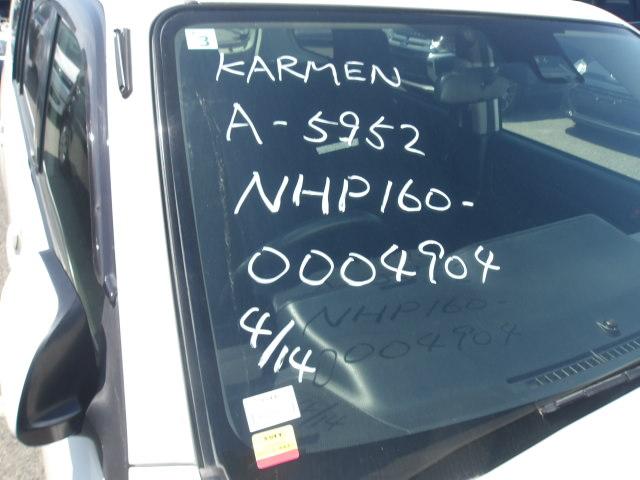 3
KARMEN
A-5952
NHP160-
0004904
4/14